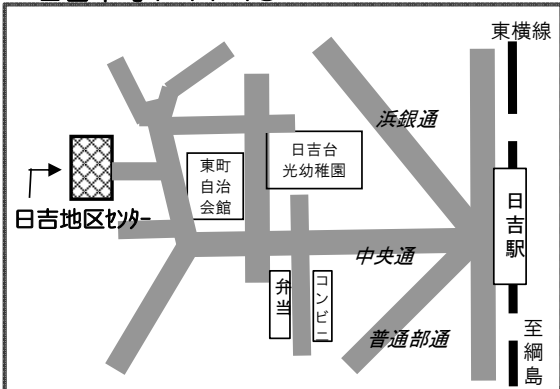 東横線
浜銀通
日吉台
光幼稚園
東町
自治
会館
日吉地区センター
日吉駅
中央通
弁当
コンビニ
普通部通
至綱島